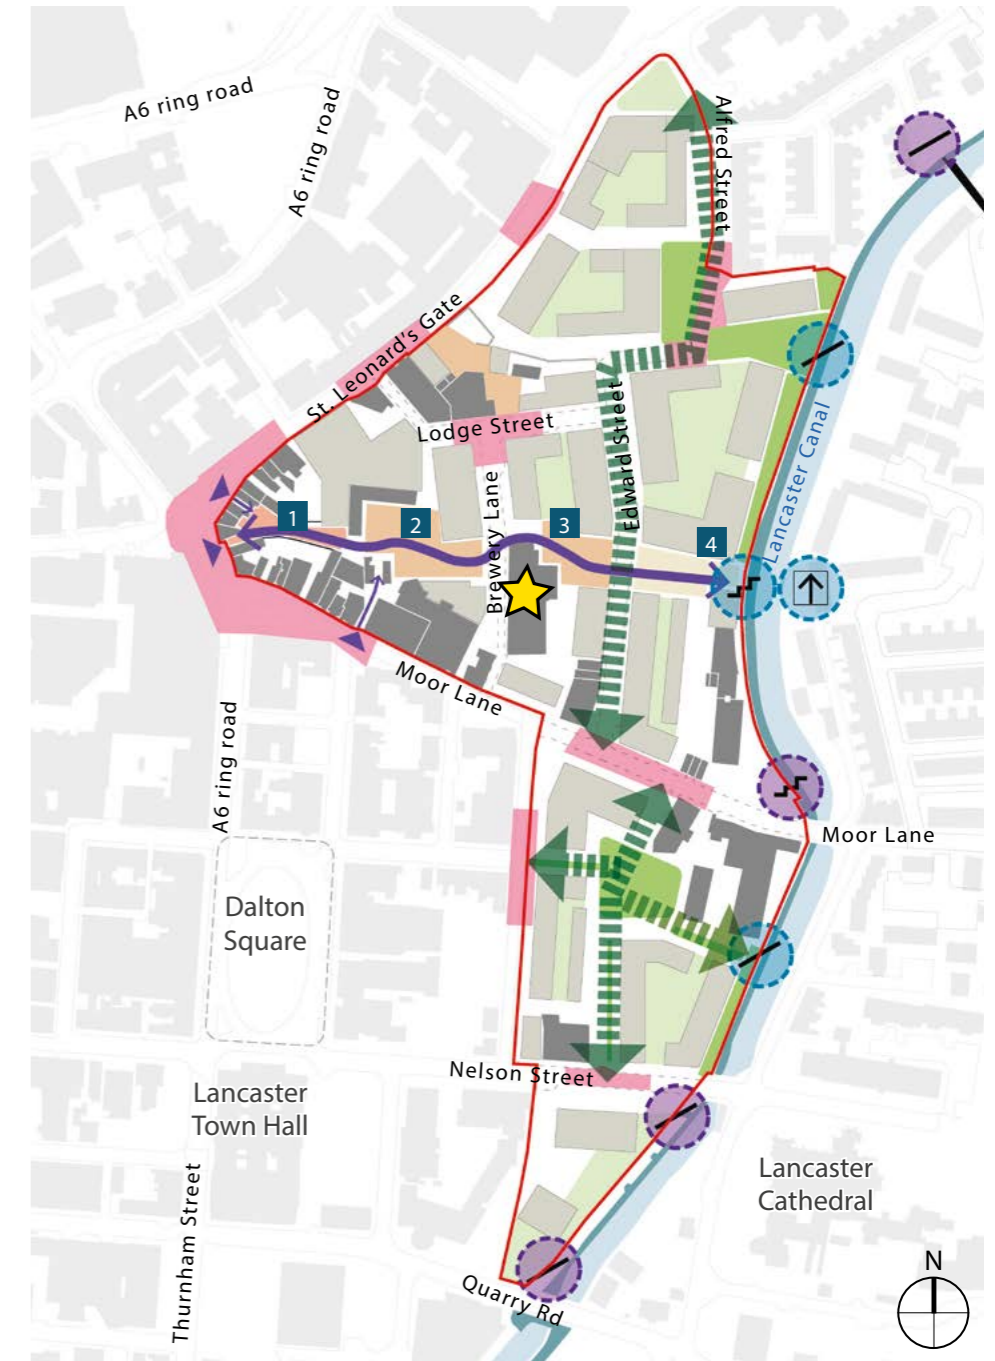 A6 ring road
A6 ring road
Alfred Street
St. Leonard's Gate
Lodge Street
Edward Street
Lancaster Canal
Brewery Lane
1
2
3
4
Moor Lane
A6 ring road
Moor Lane
Dalton
Square
Nelson Street
Lancaster
Town Hall
Thurnham Street
Lancaster
Cathedral
Quarry Rd
N